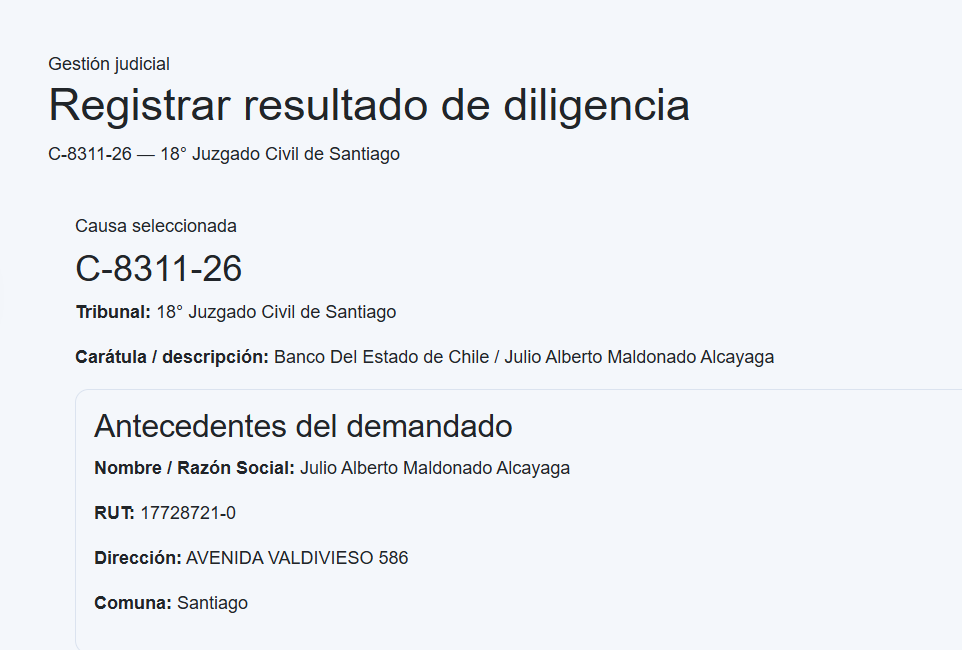 Gestión judicial
Registrar resultado de diligencia
C-8311-26 — 18° Juzgado Civil de Santiago
Causa seleccionada
C-8311-26
Tribunal: 18° Juzgado Civil de Santiago
Carátula / descripción: Banco Del Estado de Chile / Julio Alberto Maldonado Alcayaga
Antecedentes del demandado
Nombre / Razón Social: Julio Alberto Maldonado Alcayaga
RUT: 17728721-0
Dirección: AVENIDA VALDIVIESO 586
Comuna: Santiago